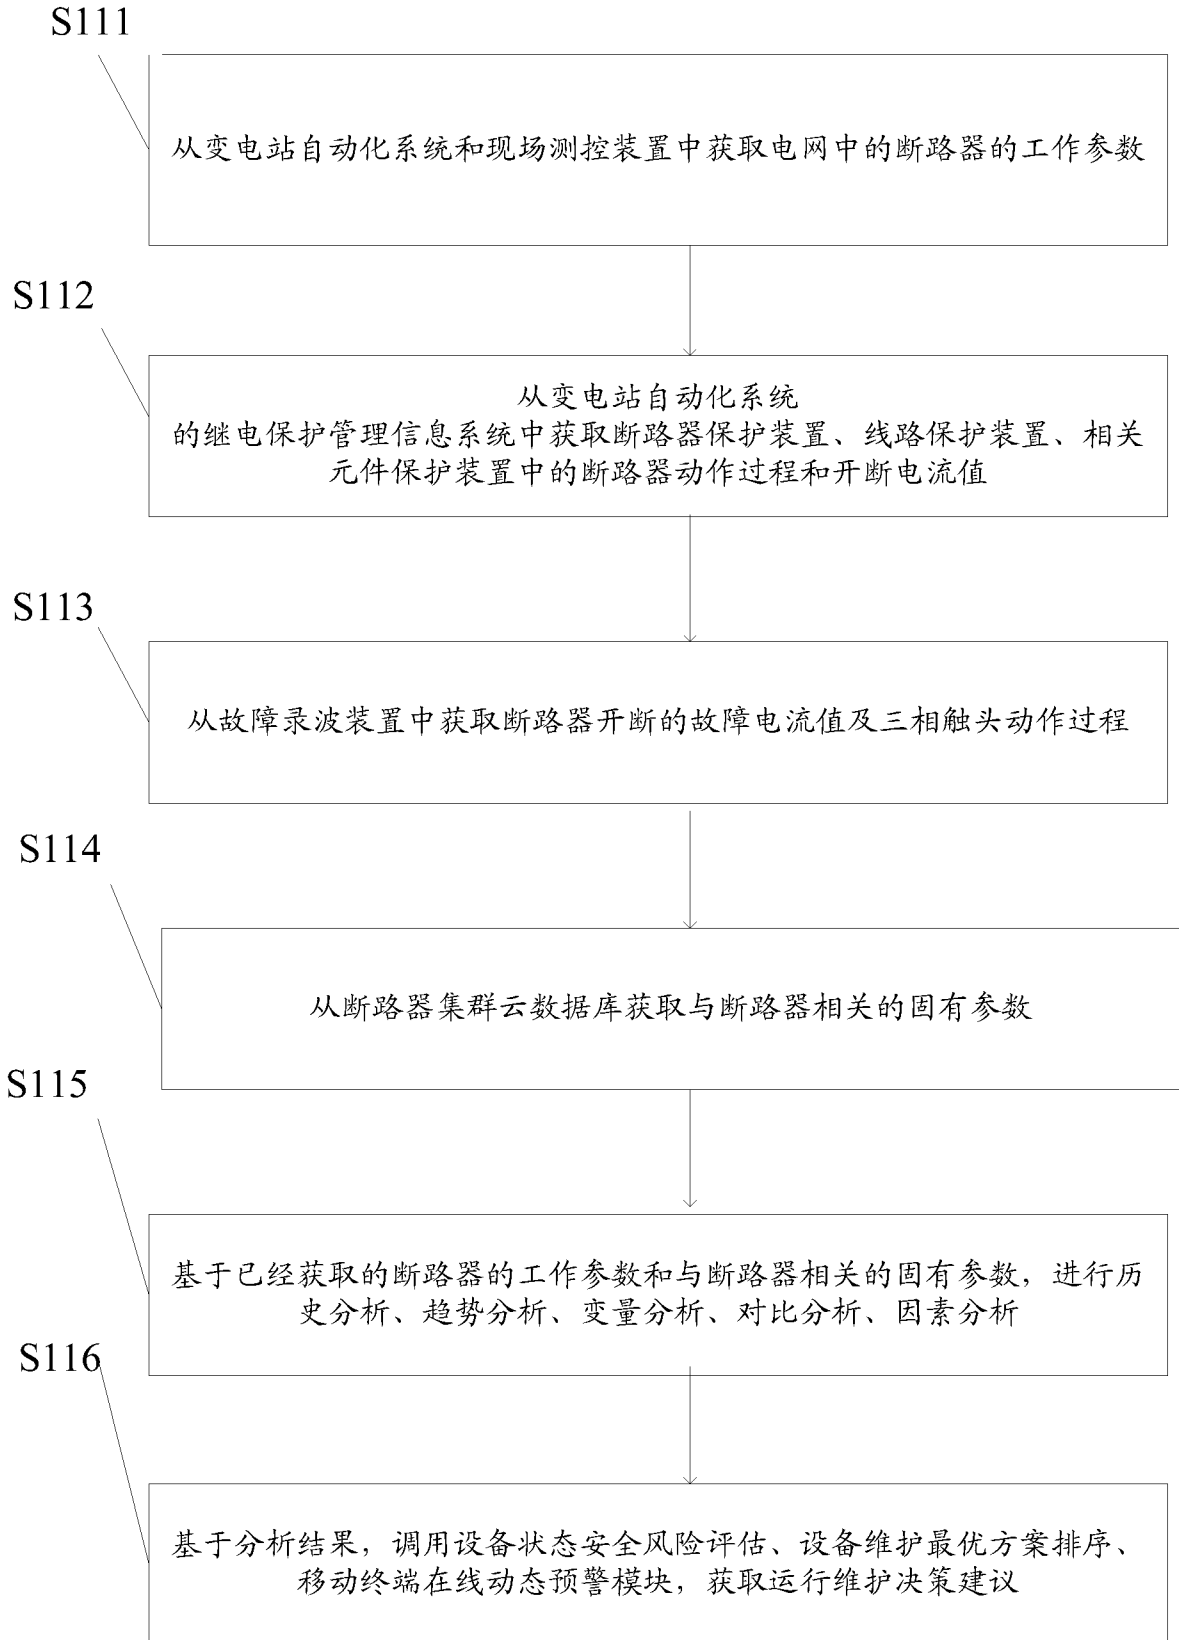 S111
从变电站自动化系统和现场测控装置中获取电网中的断路器的工作参数
S112
从变电站自动化系统
的继电保护管理信息系统中获取断路器保护装置、线路保护装置、相关
元件保护装置中的断路器动作过程和开断电流值
S113
从故障录波装置中获取断路器开断的故障电流值及三相触头动作过程
S114
从断路器集群云数据库获取与断路器相关的固有参数
S115
基于已经获取的断路器的工作参数和与断路器相关的固有参数，进行历
史分析、趋势分析、变量分析、对比分析、因素分析
S116
基于分析结果，调用设备状态安全风险评估、设备维护最优方案排序、
移动终端在线动态预警模块，获取运行维护决策建议